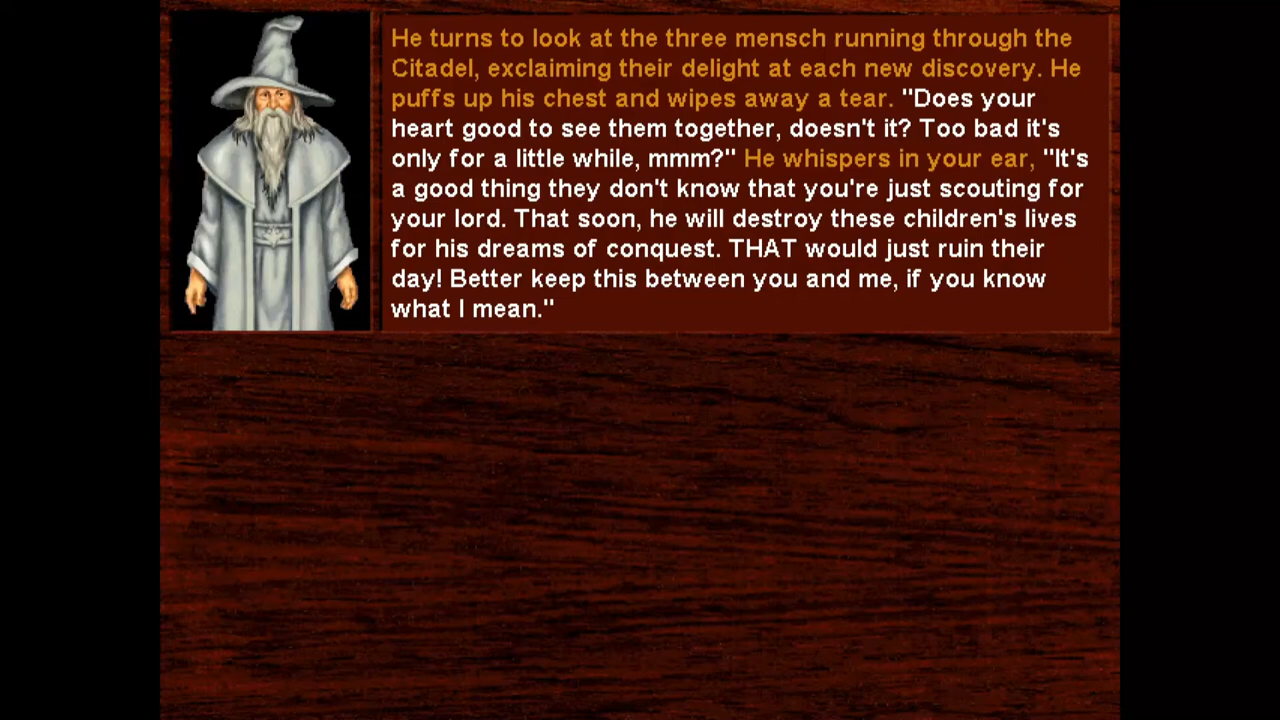 He turns to look at the three mensch running through the
Citadel, exclaiming their delight at each new discovery. He
puffs up his chest and wipes away a tear. "Does your
heart good to see them together, doesn't it? Too bad it's
only for a little while, mmm?" He whispers in your ear, "It's
a good thing they don't know that you're just scouting for
your lord. That soon, he will destroy these children's lives
for his dreams of conquest. THAT would just ruin their
day! Better keep this between you and me, if you know
what I mean."